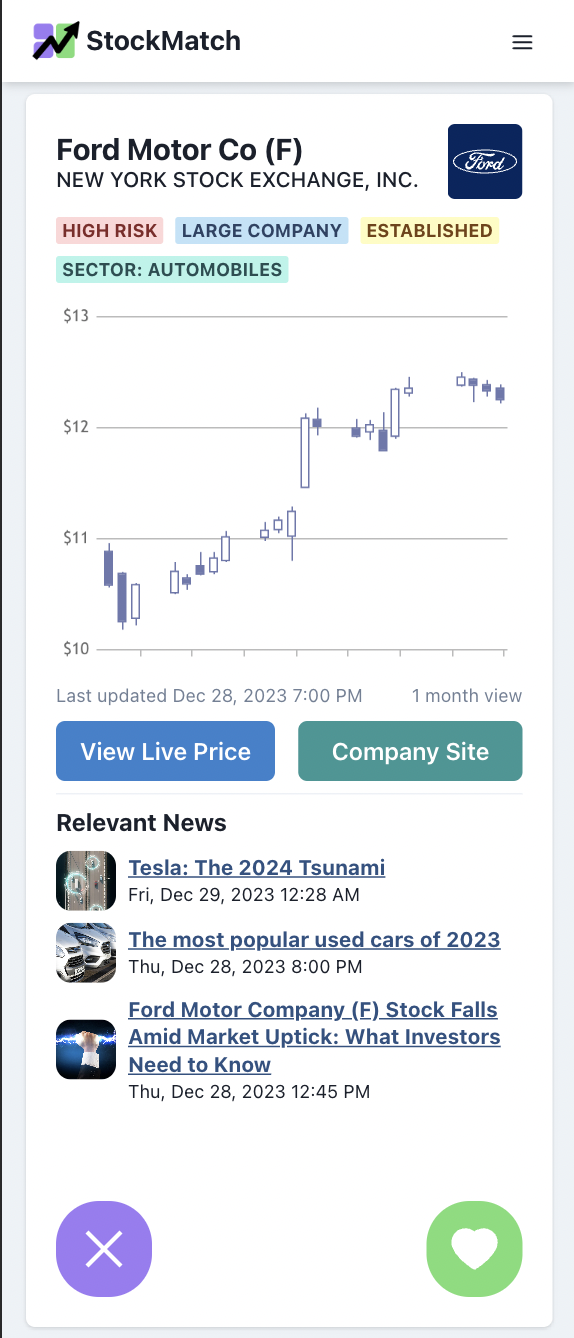 StockMatch
Ford Motor Co (F)
NEW YORK STOCK EXCHANGE, INC.
Ford
HIGH RISK LARGE COMPANY ESTABLISHED
SECTOR: AUTOMOBILES
$13
$12
$11
$10
Last updated Dec 28, 2023 7:00 PM 1 month view
View Live Price Company Site
Relevant News
Tesla: The 2024 Tsunami
Fri, Dec 29, 2023 12:28 AM
The most popular used cars of 2023
Thu, Dec 28, 2023 8:00 PM
Ford Motor Company (F) Stock Falls
Amid Market Uptick: What Investors
Need to Know
Thu, Dec 28, 2023 12:45 PM